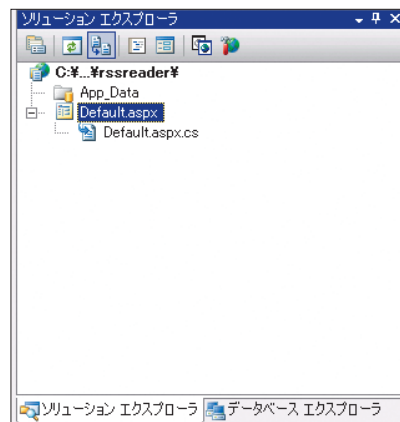 ソリューション エクスプローラ
C:¥...¥rssreader¥
App_Data
Default.aspx
Default.aspx.cs
ソリューション エクスプローラ データベース エクスプローラ